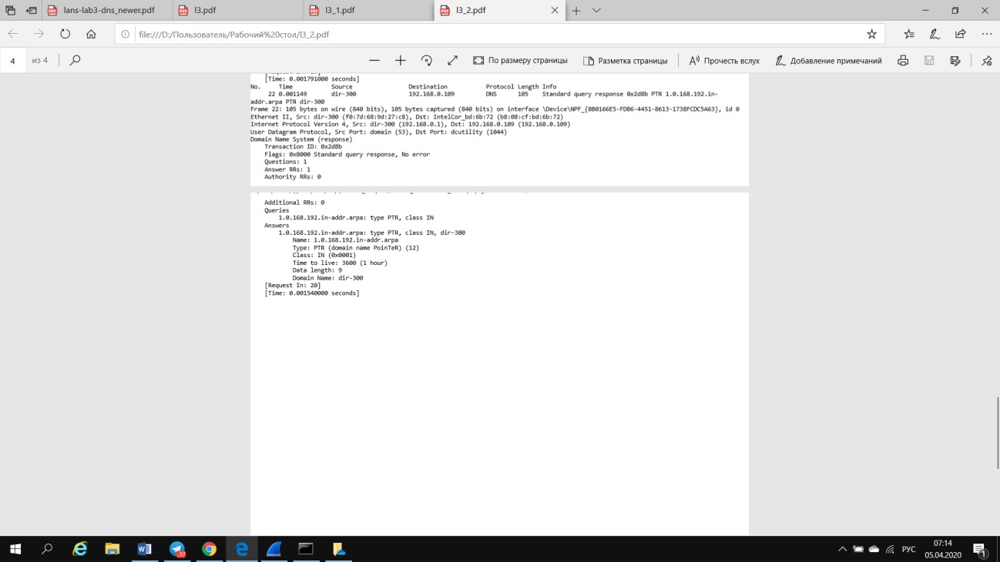 lans-lab3-dns_newer.pdf
l3.pdf
l3_1.pdf
l3_2.pdf
file:///D:/Пользователь/Рабочий%20стол/l3_2.pdf
4 из 4
По размеру страницы
Разметка страницы
Прочесть вслух
Добавление примечаний
[Time: 0.001791000 seconds]
No. Time Source Destination Protocol Length Info
22 0.001149 dir-300 192.168.0.109 DNS 105 Standard query response 0x2d8b PTR 1.0.168.192.in-
addr.arpa PTR dir-300
Frame 22: 105 bytes on wire (840 bits), 105 bytes captured (840 bits) on interface \Device\NPF_{8B0166E5-FDB6-4451-8613-1738FCDC5A63}, id 0
Ethernet II, Src: dir-300 (f0:7d:68:9d:27:c8), Dst: IntelCor_bd:6b:72 (b8:08:cf:bd:6b:72)
Internet Protocol Version 4, Src: dir-300 (192.168.0.1), Dst: 192.168.0.109 (192.168.0.109)
User Datagram Protocol, Src Port: domain (53), Dst Port: dcutility (1044)
Domain Name System (response)
Transaction ID: 0x2d8b
Flags: 0x8000 Standard query response, No error
Questions: 1
Answer RRs: 1
Authority RRs: 0
Additional RRs: 0
Queries
1.0.168.192.in-addr.arpa: type PTR, class IN
Answers
1.0.168.192.in-addr.arpa: type PTR, class IN, dir-300
Name: 1.0.168.192.in-addr.arpa
Type: PTR (domain name PoinTeR) (12)
Class: IN (0x0001)
Time to live: 3600 (1 hour)
Data length: 9
Domain Name: dir-300
[Request In: 20]
[Time: 0.001540000 seconds]
97
РУС
07:14
05.04.2020
1